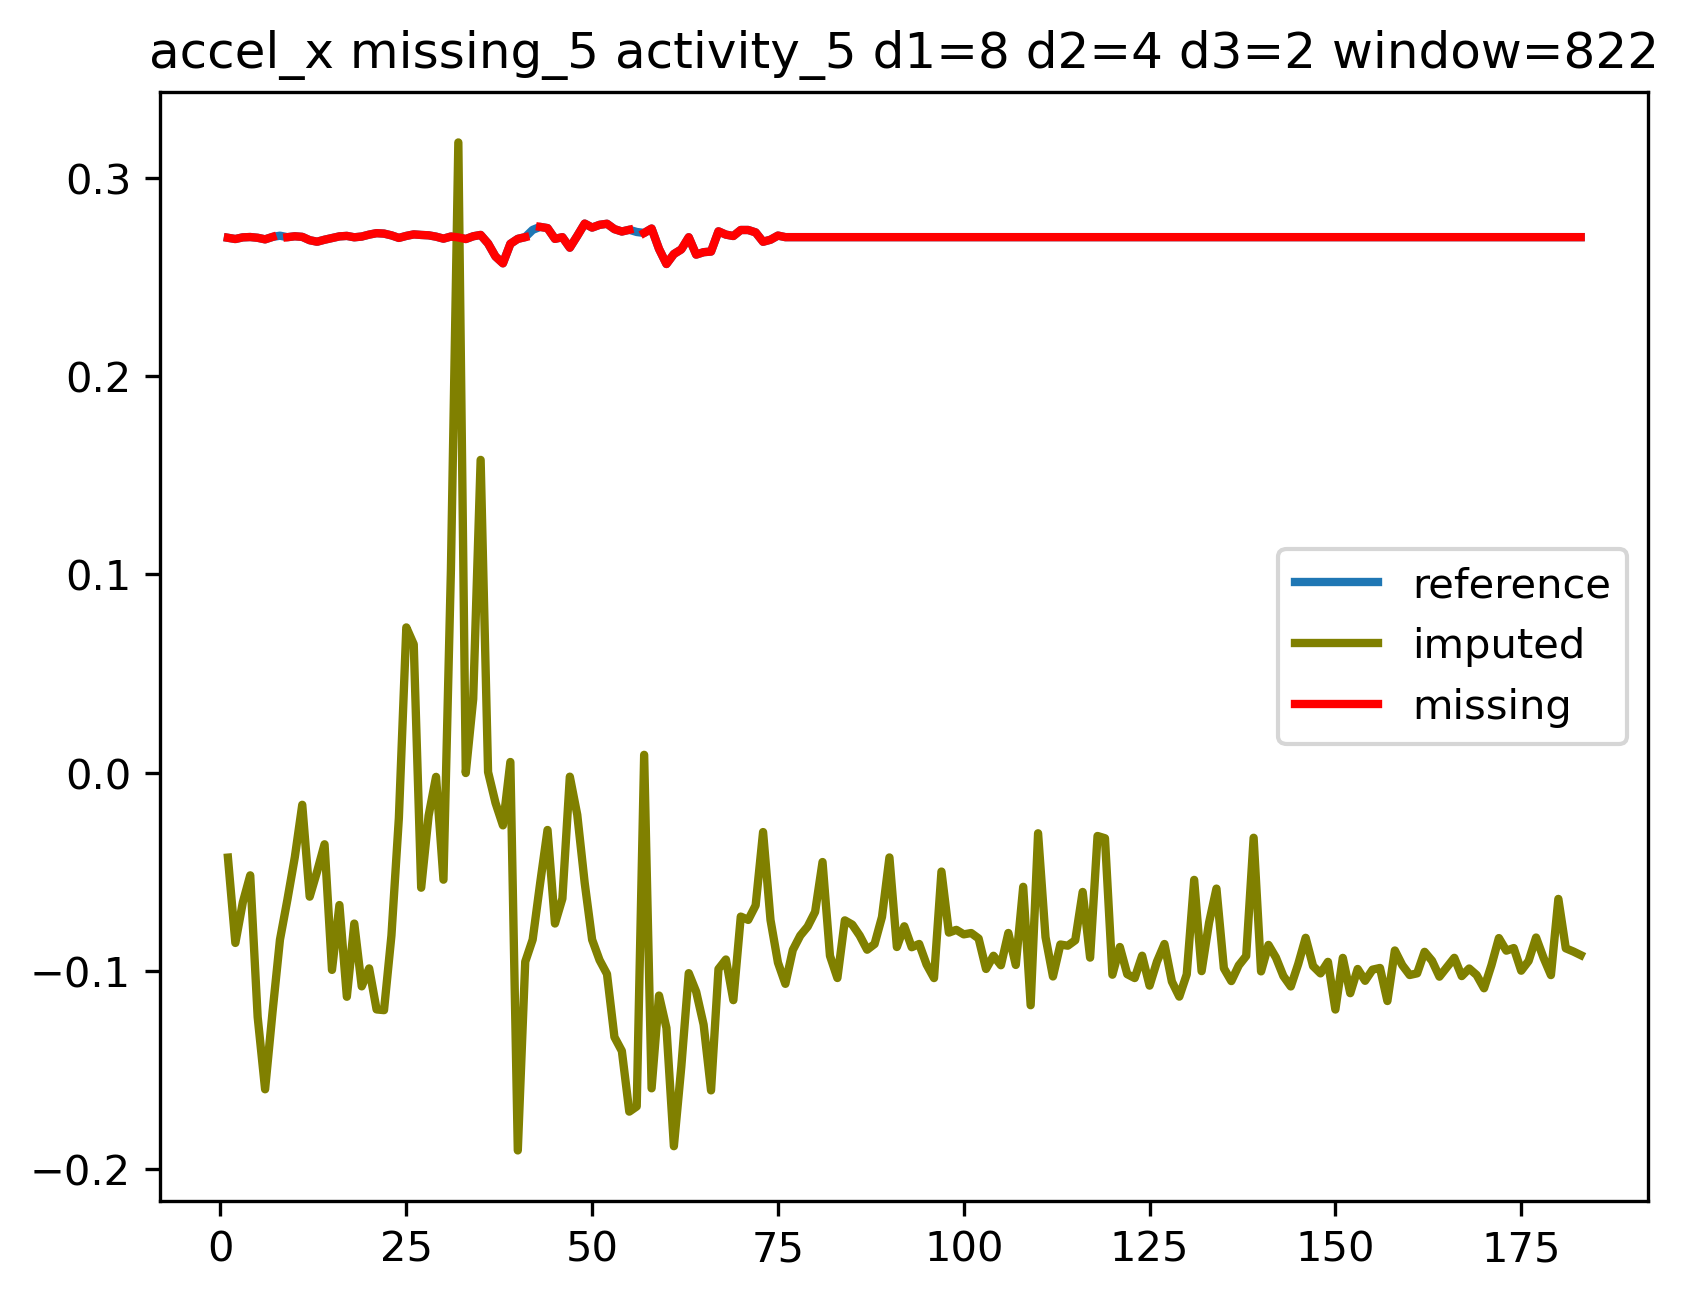 accel_x missing_5 activity_5 d1=8 d2=4 d3=2 window=822
0.3
0.2
0.1
0.0
−0.1
−0.2
reference
imputed
missing
0 25 50 75 100 125 150 175